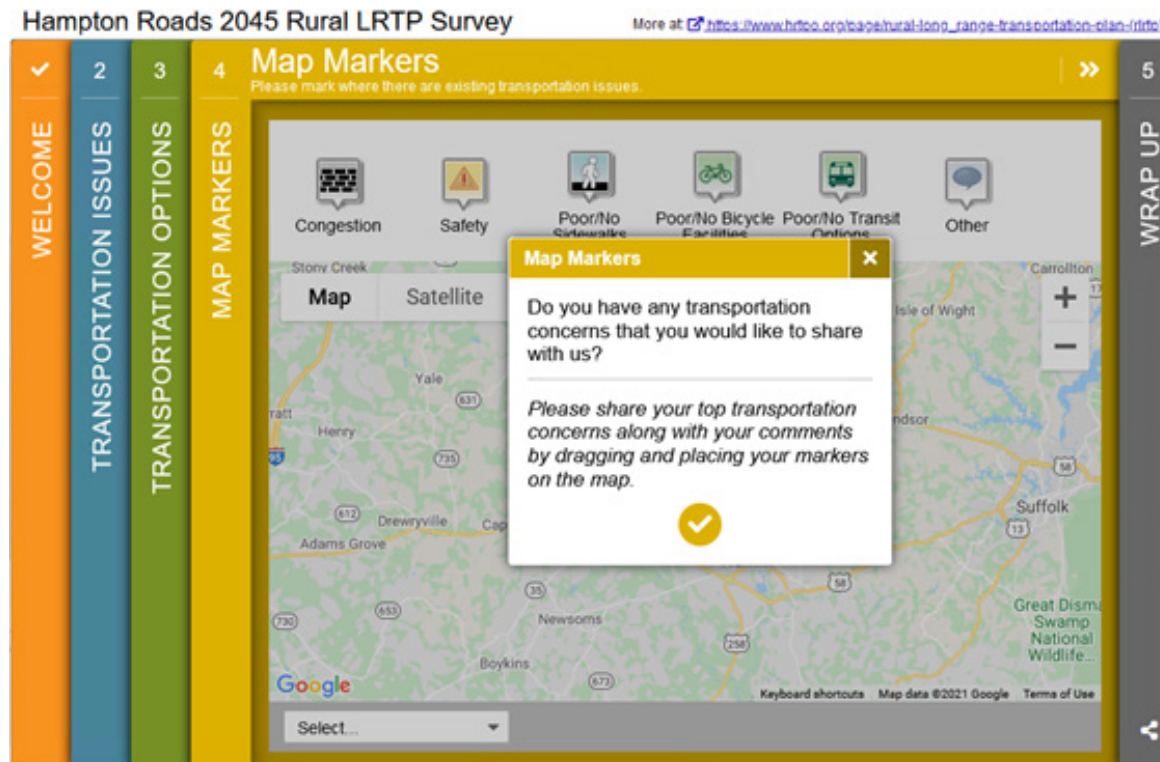 Hampton Roads 2045 Rural LRTP Survey
More at: https://www.hrtpo.org/page/rural-long_range-transportation-plan-(rlrtp
WELCOME
2
TRANSPORTATION ISSUES
3
TRANSPORTATION OPTIONS
4
MAP MARKERS
Map Markers
Please mark where there are existing transportation issues.
5
WRAP UP
Congestion
Safety
Poor/No
Sidewalks
Poor/No Bicycle
Facilities
Poor/No Transit
Options
Other
Map Markers
Do you have any transportation
concerns that you would like to share
with us?
Please share your top transportation
concerns along with your comments
by dragging and placing your markers
on the map.
Map
Satellite
Stony Creek
Carrollton
17
Isle of Wight
Yale
631
ratt
Henry
95
735
ndsor
58
612
Drewryville
Cap
Adams Grove
Suffolk
13
35
58
653
730
Newsoms
258
Great Disma
Swamp
National
Wildlife...
Boykins
673
Google
Keyboard shortcuts
Map data ©2021 Google
Terms of Use
Select...